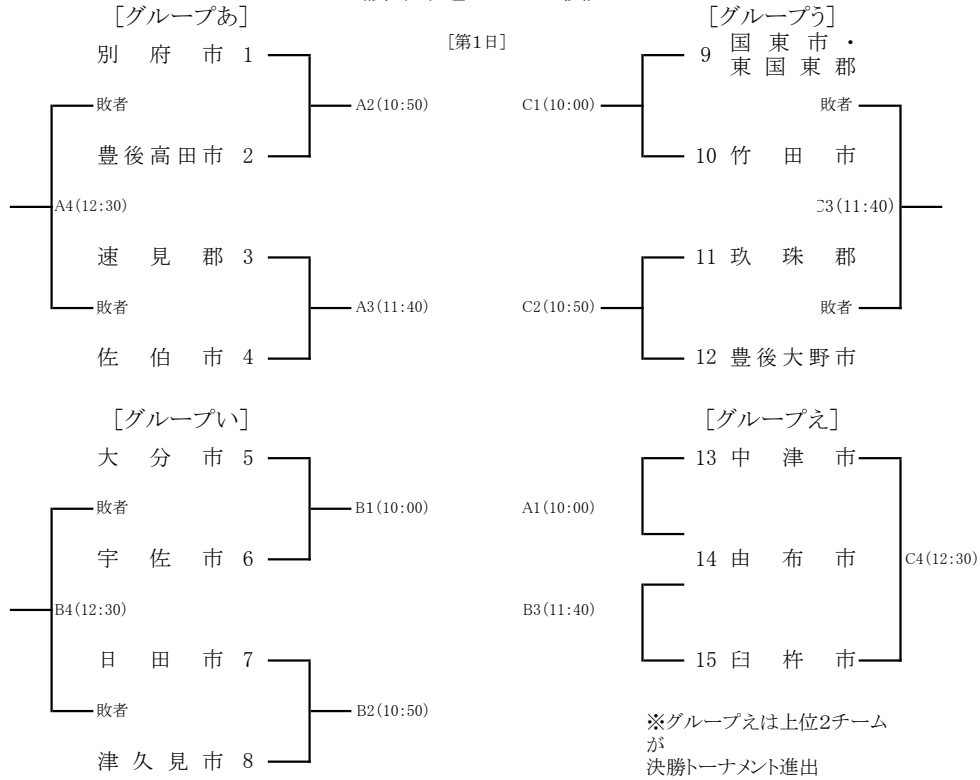 [グループあ]
別府市 1
敗者
A2(10:50)
豊後高田市 2
A4(12:30)
速見郡 3
敗者
A3(11:40)
佐伯市 4
[第1日]
[グループう]
9 国東市・
東国東郡
C1(10:00)
敗者
10 竹田市
C3(11:40)
11 玖珠郡
C2(10:50)
敗者
12 豊後大野市
[グループい]
大分市 5
敗者
B1(10:00)
宇佐市 6
B4(12:30)
日田市 7
敗者
B2(10:50)
津久見市 8
[グループえ]
13 中津市
A1(10:00)
14 由布市
C4(12:30)
B3(11:40)
15 臼杵市
※グループえは上位2チーム
が
決勝トーナメント進出